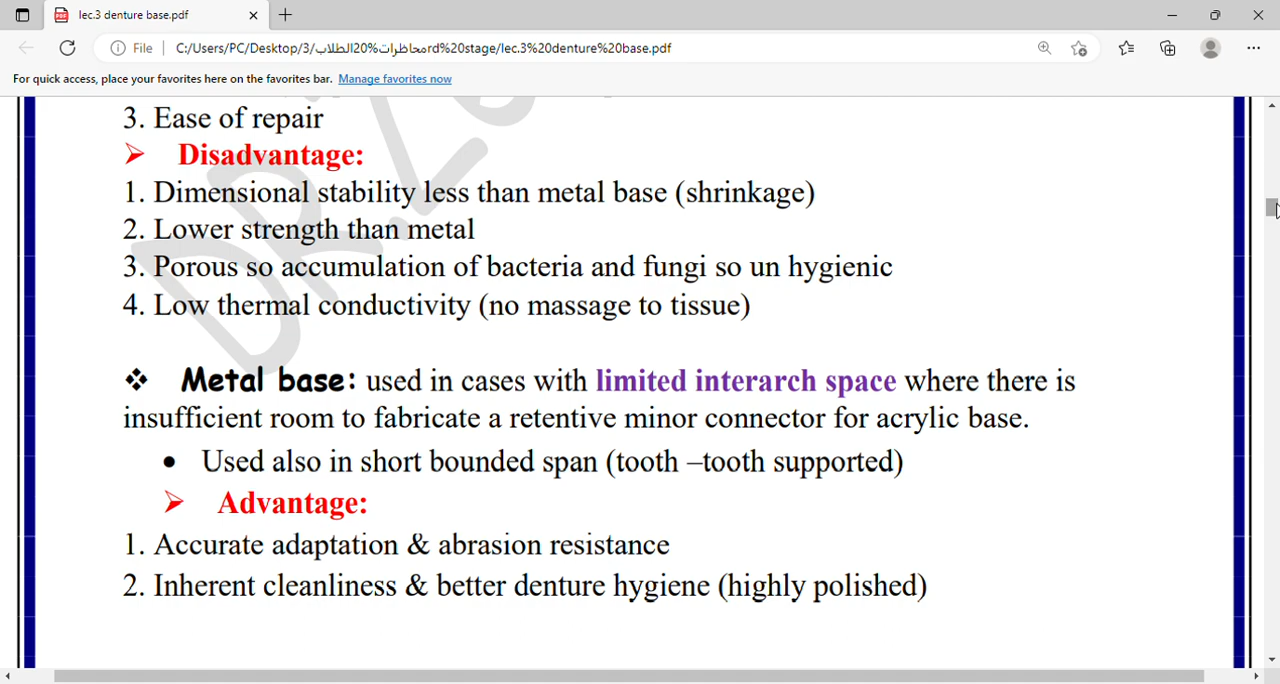 lec.3 denture base.pdf
File
C:/Users/PC/Desktop/3/محاظرات%20الطلابrd%20stage/lec.3%20denture%20base.pdf
For quick access, place your favorites here on the favorites bar. Manage favorites now
3. Ease of repair
➢ Disadvantage:
1. Dimensional stability less than metal base (shrinkage)
2. Lower strength than metal
3. Porous so accumulation of bacteria and fungi so un hygienic
4. Low thermal conductivity (no massage to tissue)
❖ Metal base: used in cases with limited interarch space where there is
insufficient room to fabricate a retentive minor connector for acrylic base.
• Used also in short bounded span (tooth –tooth supported)
➢ Advantage:
1. Accurate adaptation & abrasion resistance
2. Inherent cleanliness & better denture hygiene (highly polished)